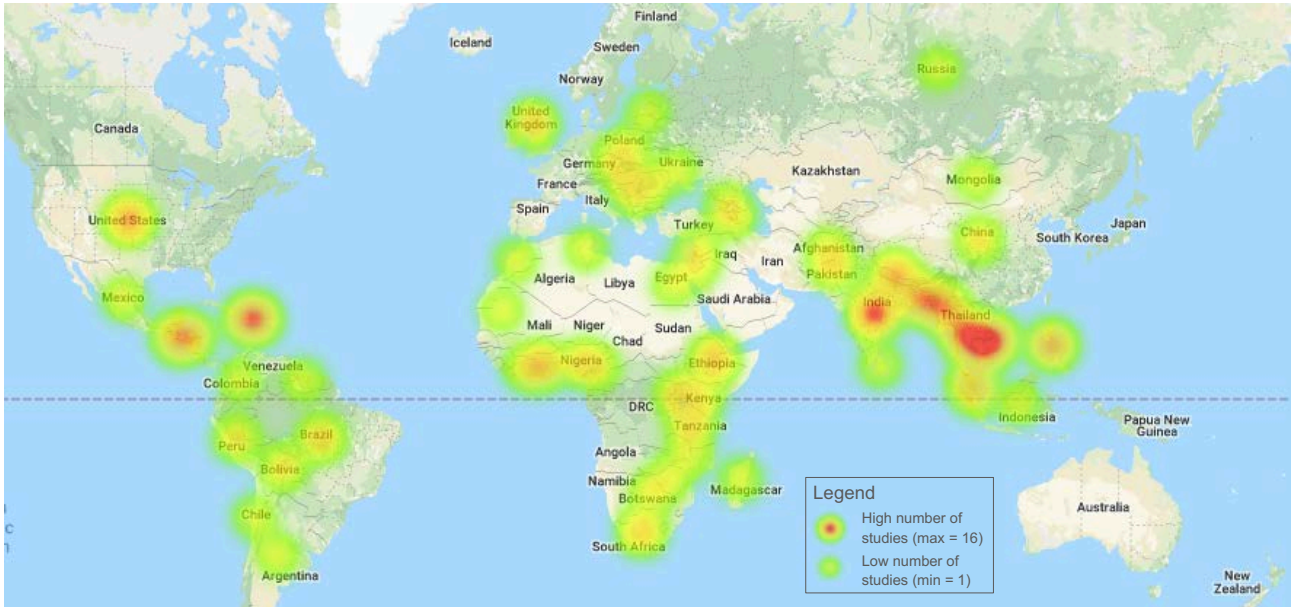 Finland
Iceland
Sweden
Russia
Norway
United
Kingdom
Canada
Poland
Germany
Ukraine
Kazakhstan
Mongolia
France
Italy
Spain
United States
Turkey
China
Japan
South Korea
Afghanistan
Iraq
Iran
Algeria
Libya
Egypt
Pakistan
Mexico
Saudi Arabia
India
Thailand
Mali
Niger
Chad
Sudan
Venezuela
Nigeria
Ethiopia
Colombia
Kenya
DRC
Indonesia
Papua New
Guinea
Brazil
Peru
Tanzania
Angola
Bolivia
Namibia
Botswana
Madagascar
Chile
South Africa
Australia
Argentina
New
Zealand
Legend
High number of
studies (max = 16)
Low number of
studies (min = 1)